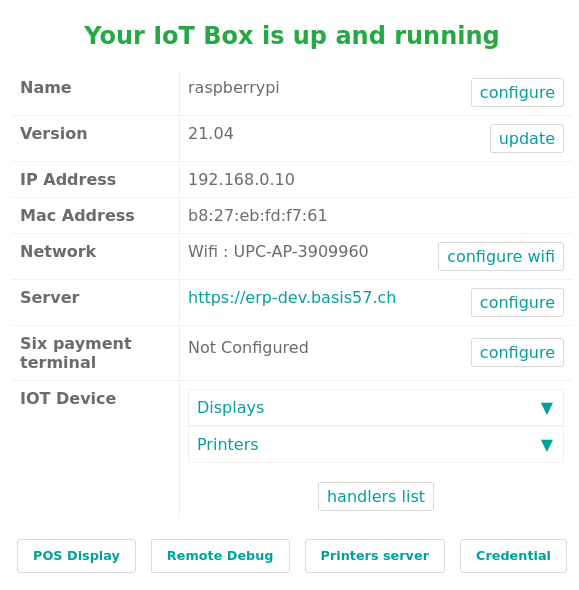 Your IoT Box is up and running
Name raspberrypi configure
Version 21.04 update
IP Address 192.168.0.10
Mac Address b8:27:eb:fd:f7:61
Network Wifi : UPC-AP-3909960 configure wifi
Server https://erp-dev.basis57.ch configure
Six payment
terminal Not Configured configure
IOT Device
Displays ▼
Printers ▼
handlers list
POS Display Remote Debug Printers server Credential